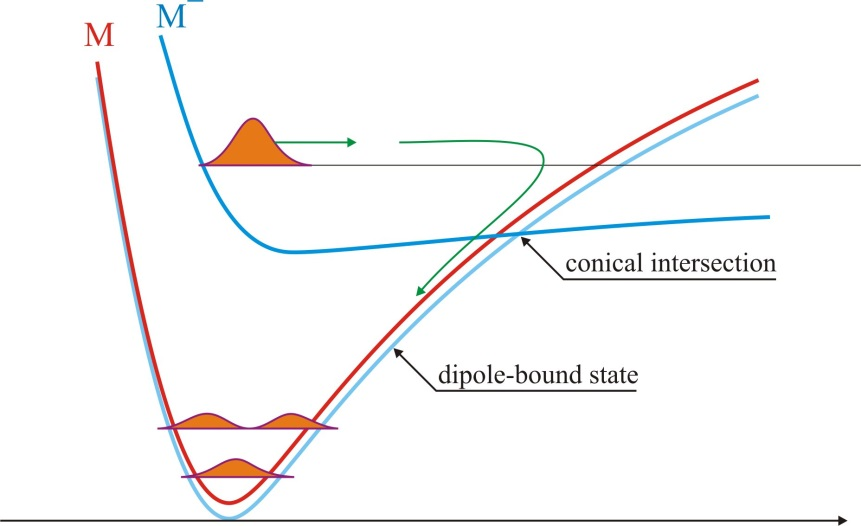 M
M⁻
conical intersection
dipole-bound state